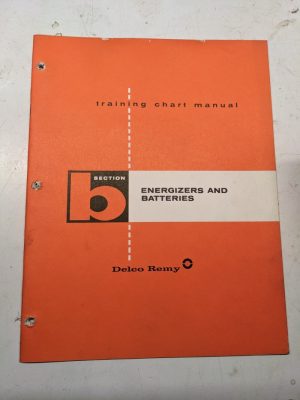 training chart manual
SECTION
b
ENERGIZERS AND
BATTERIES
Delco Remy